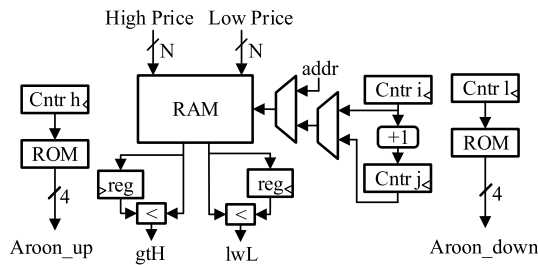 High Price Low Price
N N
addr
Cntr h
RAM
Cntr i
Cntr l
ROM
+1
ROM
reg
reg
Cntr j
4
<
<
4
Aroon_up
gtH
lwL
Aroon_down